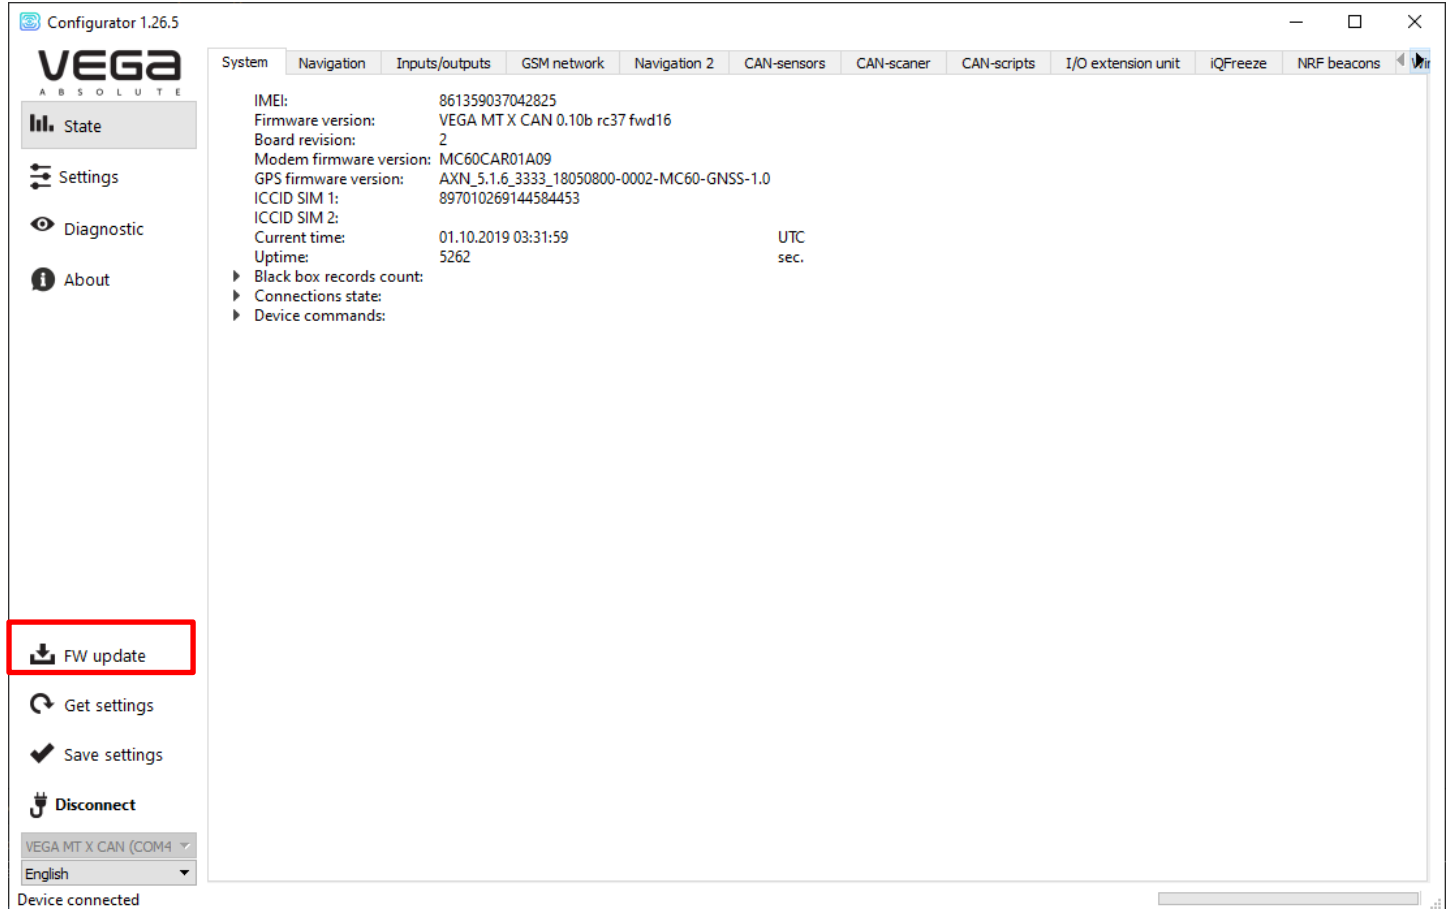 Configurator 1.26.5
VEGA
ABSOLUTE
System Navigation Inputs/outputs GSM network Navigation 2 CAN-sensors CAN-scaner CAN-scripts I/O extension unit iQFreeze NRF beacons
State
Settings
Diagnostic
About
IMEI: 861359037042825
Firmware version: VEGA MT X CAN 0.10b rc37 fwd16
Board revision: 2
Modem firmware version: MC60CAR01A09
GPS firmware version: AXN_5.1.6_3333_18050800-0002-MC60-GNSS-1.0
ICCID SIM 1: 897010269144584453
ICCID SIM 2:
Current time: 01.10.2019 03:31:59 UTC
Uptime: 5262 sec.
Black box records count:
Connections state:
Device commands:
FW update
Get settings
Save settings
Disconnect
VEGA MT X CAN (COM4
English
Device connected